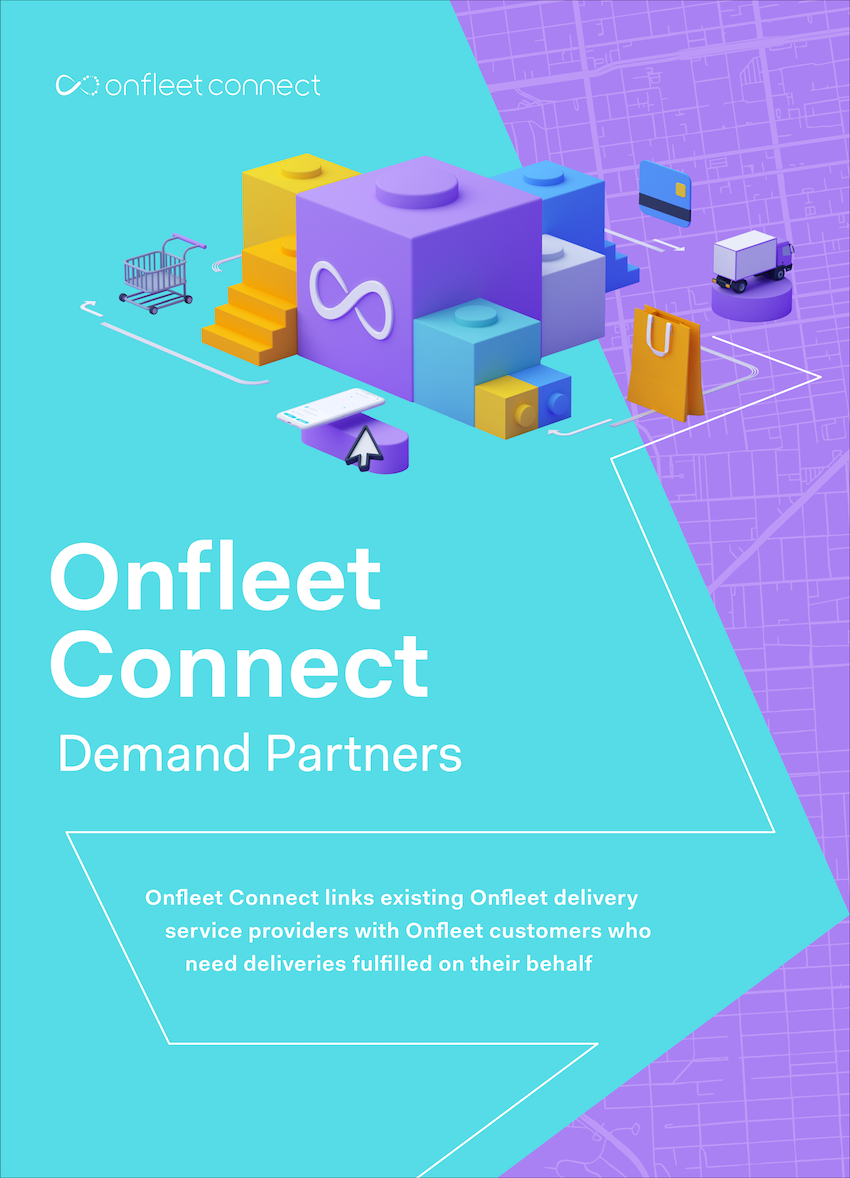 onfleet connect
Onfleet
Connect
Demand Partners
Onfleet Connect links existing Onfleet delivery
service providers with Onfleet customers who
need deliveries fulfilled on their behalf